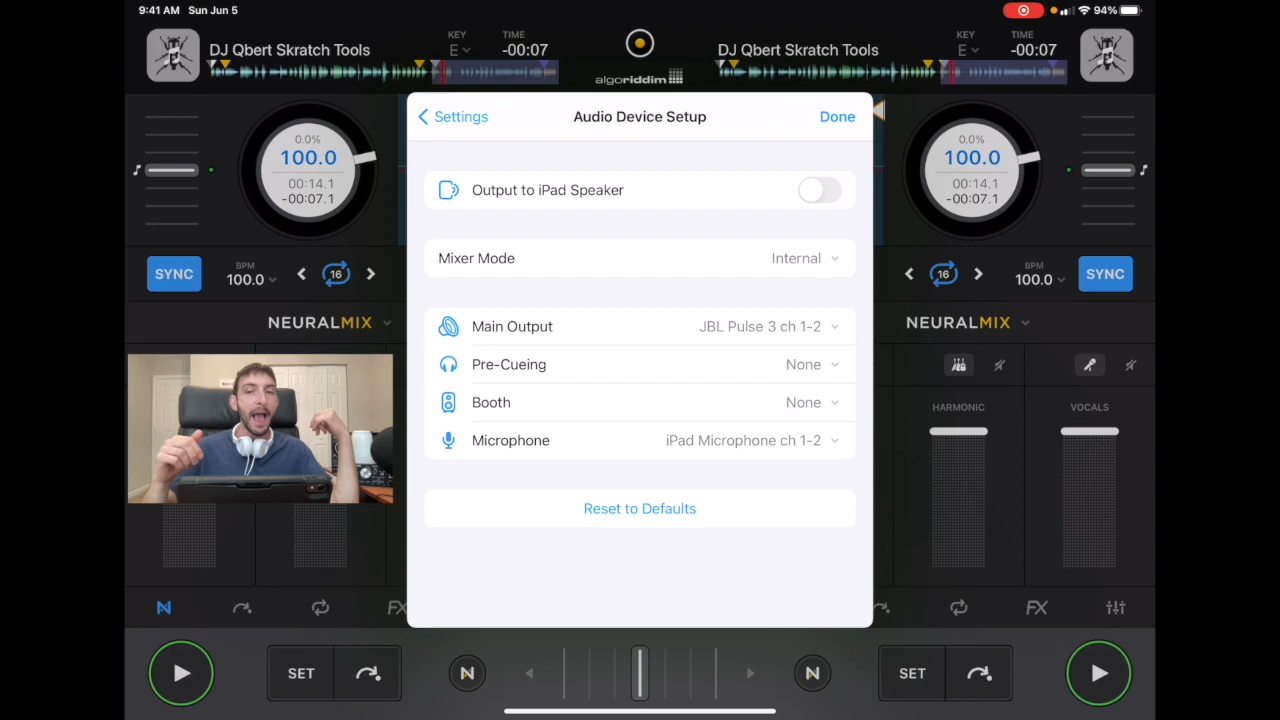 9:41 AM Sun Jun 5
94%
DJ Qbert Skratch Tools
KEY
E
TIME
-00:07
algoriddim
DJ Qbert Skratch Tools
KEY
E
TIME
-00:07
Settings
Audio Device Setup
Done
Output to iPad Speaker
Mixer Mode
Internal
Main Output
JBL Pulse 3 ch 1-2
Pre-Cueing
None
Booth
None
Microphone
iPad Microphone ch 1-2
Reset to Defaults
0.0%
100.0
00:14.1
-00:07.1
SYNC
BPM
100.0
16
NEURALMIX
0.0%
100.0
00:14.1
-00:07.1
16
BPM
100.0
SYNC
NEURALMIX
HARMONIC
VOCALS
N
FX
FX
SET
N
N
SET